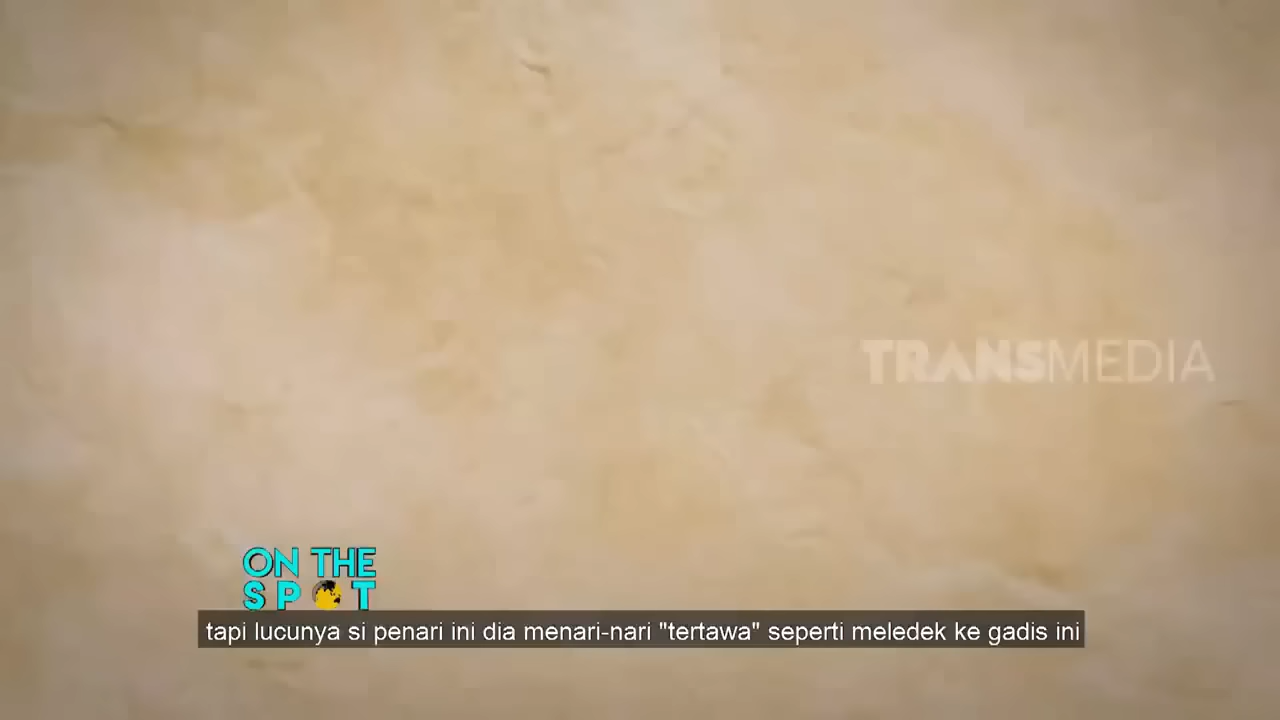 TRANSMEDIA
ON THE
SPOT
tapi lucunya si penari ini dia menari-nari "tertawa" seperti meledek ke gadis ini